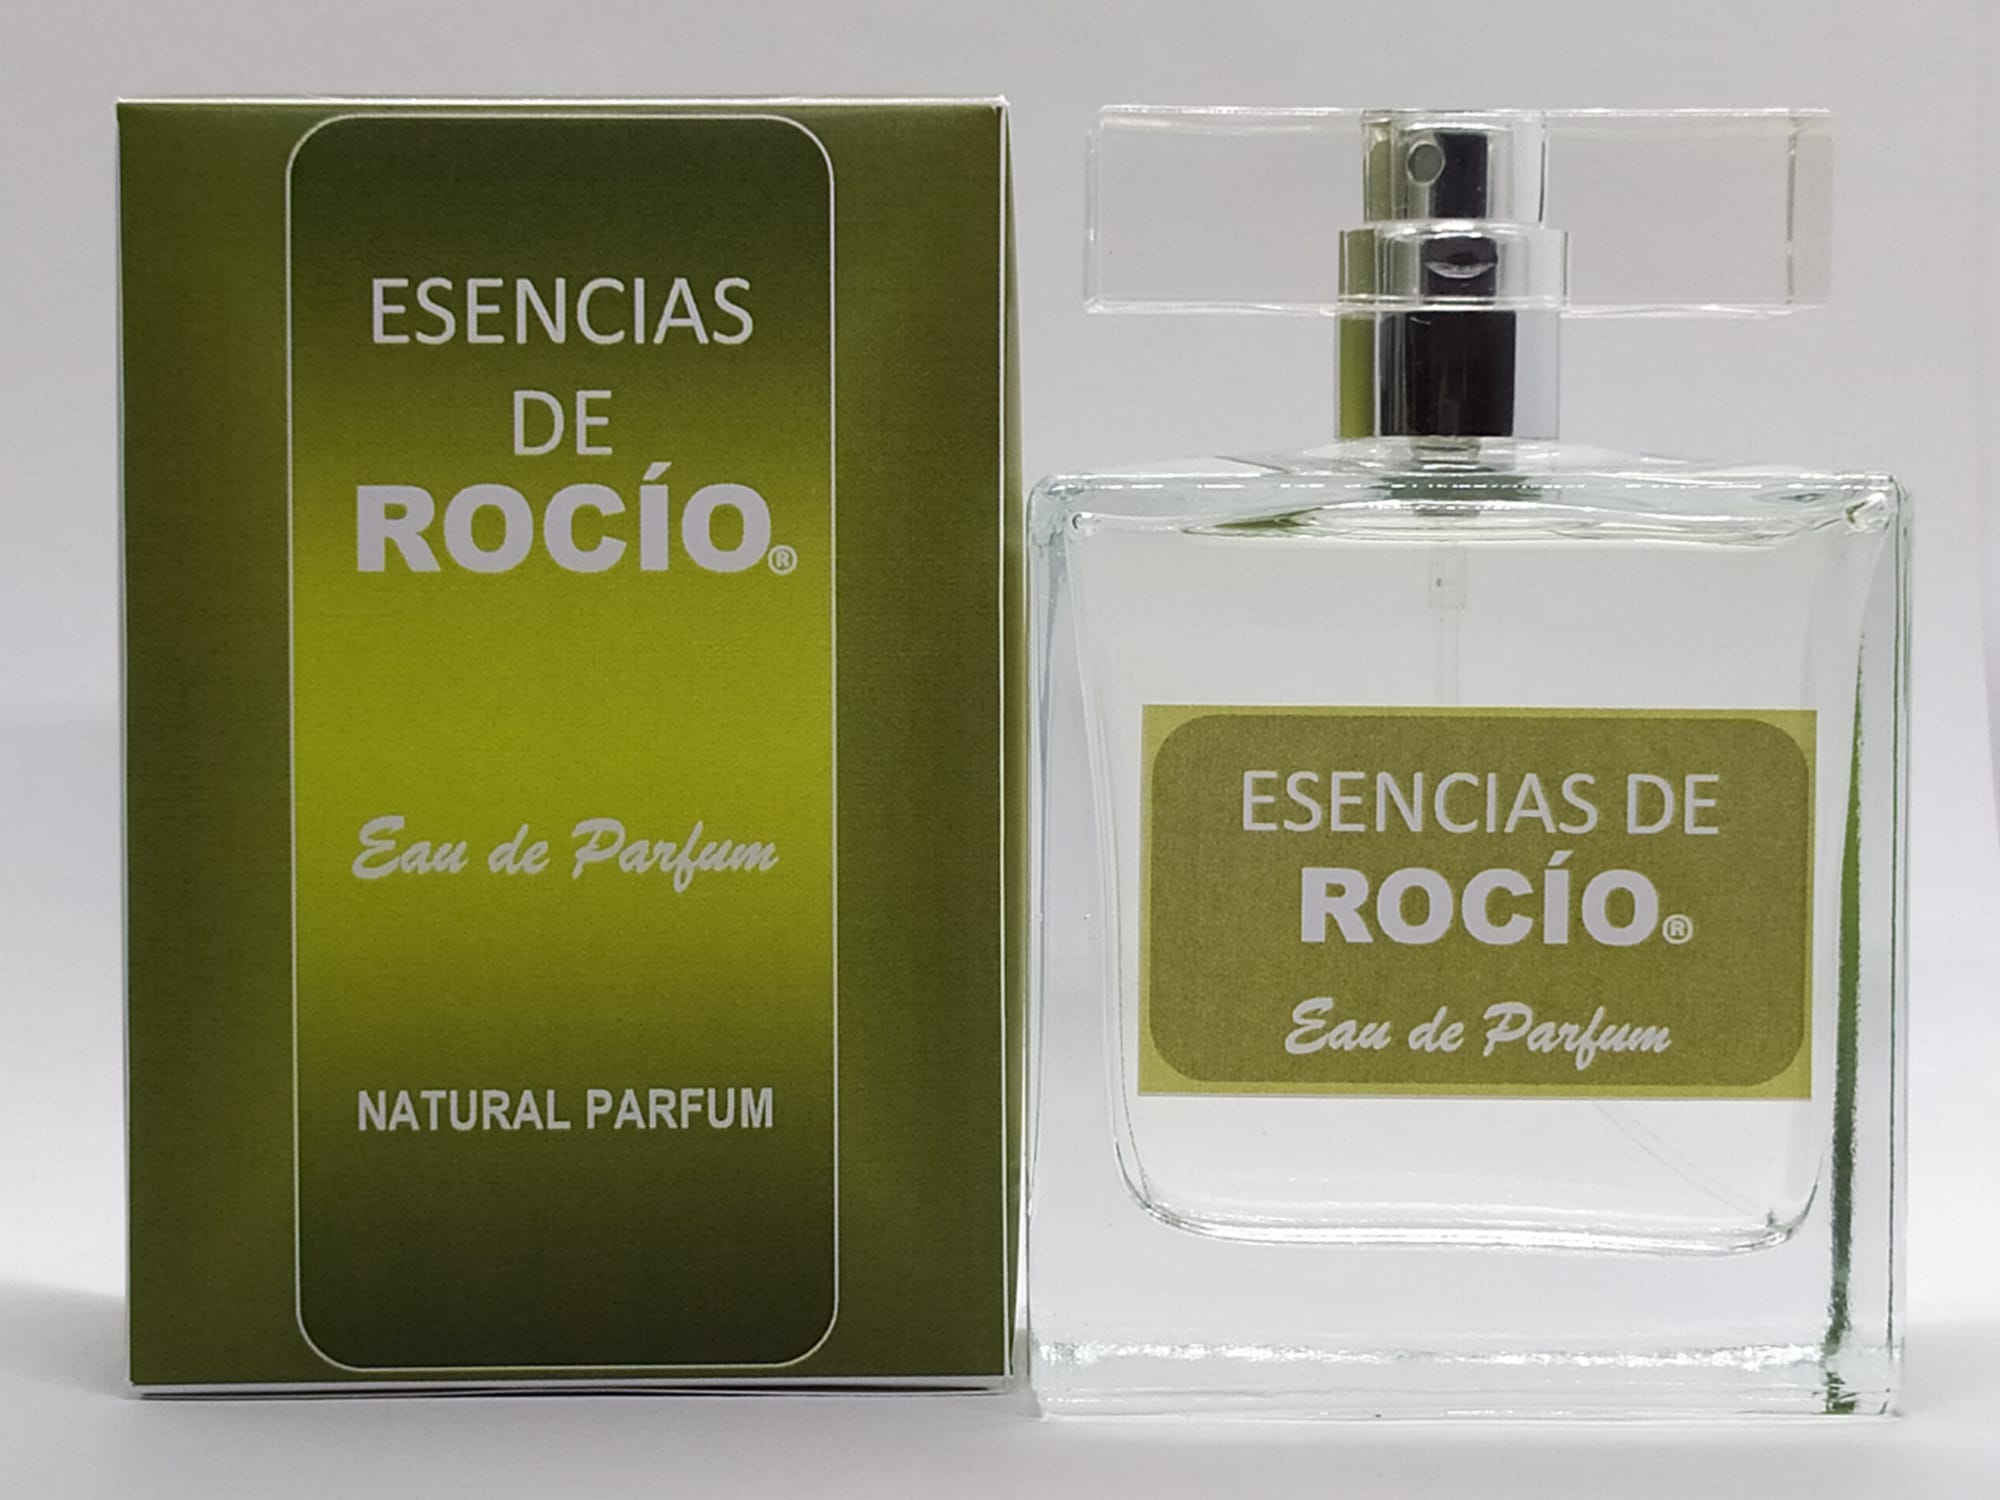 ESENCIAS
DE
ROCÍO®
Eau de Parfum
NATURAL PARFUM
ESENCIAS DE
ROCÍO®
Eau de Parfum